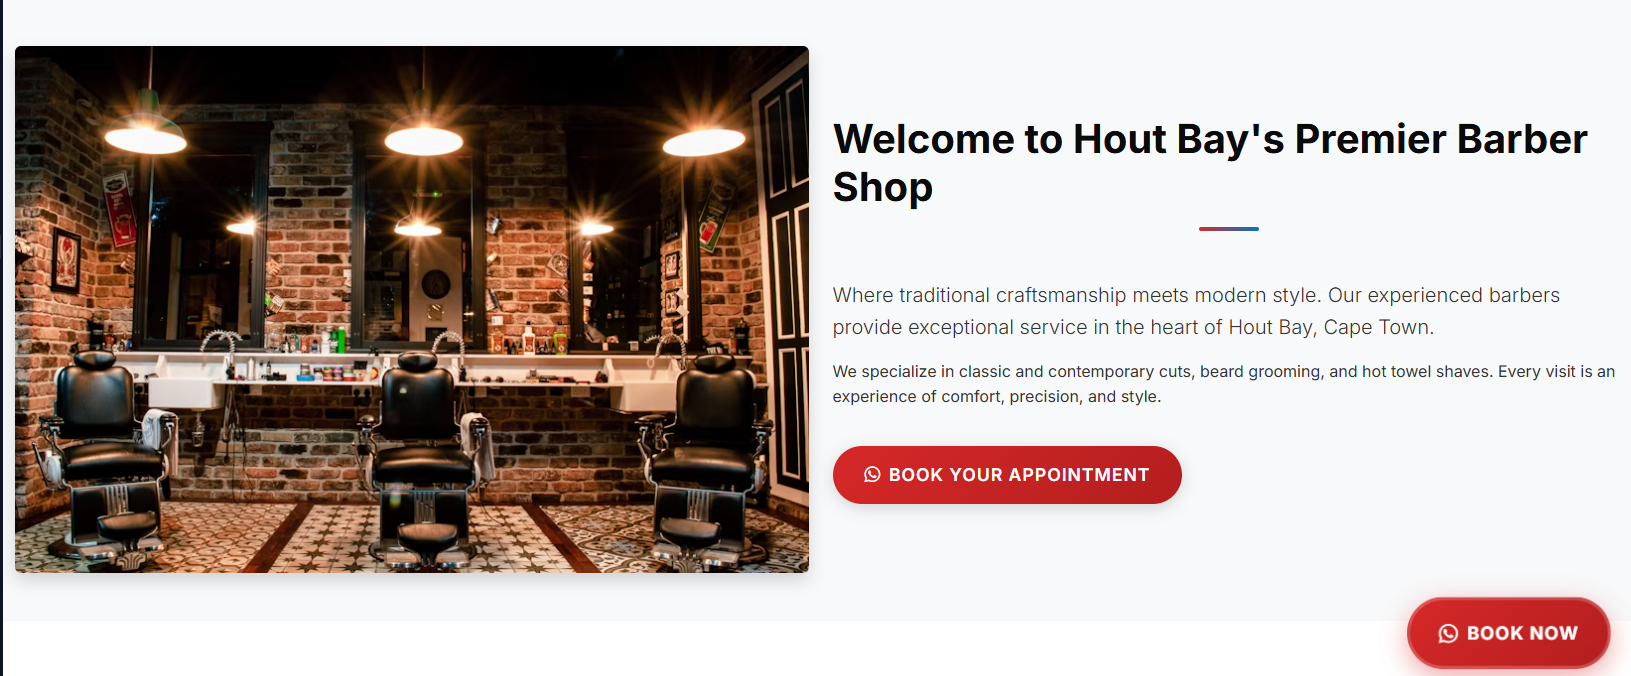 Welcome to Hout Bay's Premier Barber
Shop
Where traditional craftsmanship meets modern style. Our experienced barbers
provide exceptional service in the heart of Hout Bay, Cape Town.
We specialize in classic and contemporary cuts, beard grooming, and hot towel shaves. Every visit is an
experience of comfort, precision, and style.
BOOK YOUR APPOINTMENT
BOOK NOW